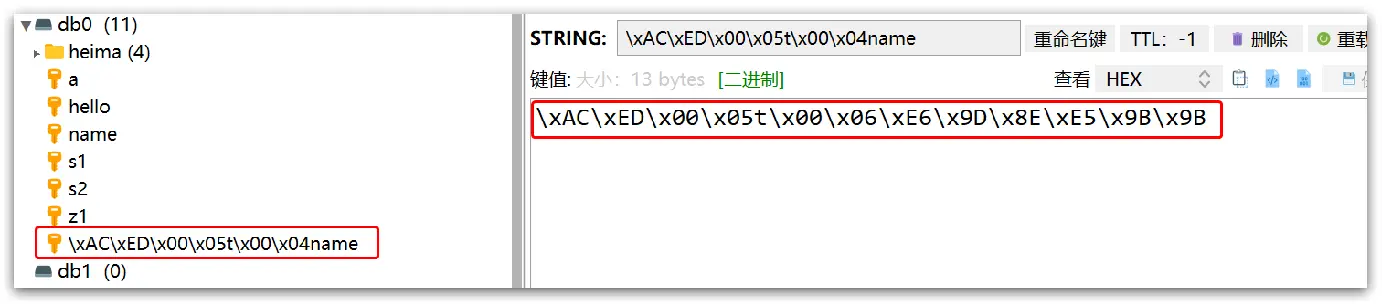 db0 (11)
heima (4)
a
hello
name
s1
s2
z1
\xAC\xED\x00\x05t\x00\x04name
db1 (0)
STRING: \xAC\xED\x00\x05t\x00\x04name 重命名键 TTL: -1 删除 重载
键值: 大小: 13 bytes [二进制] 查看 HEX
\xAC\xED\x00\x05t\x00\x06\xE6\x9D\x8E\xE5\x9B\x9B